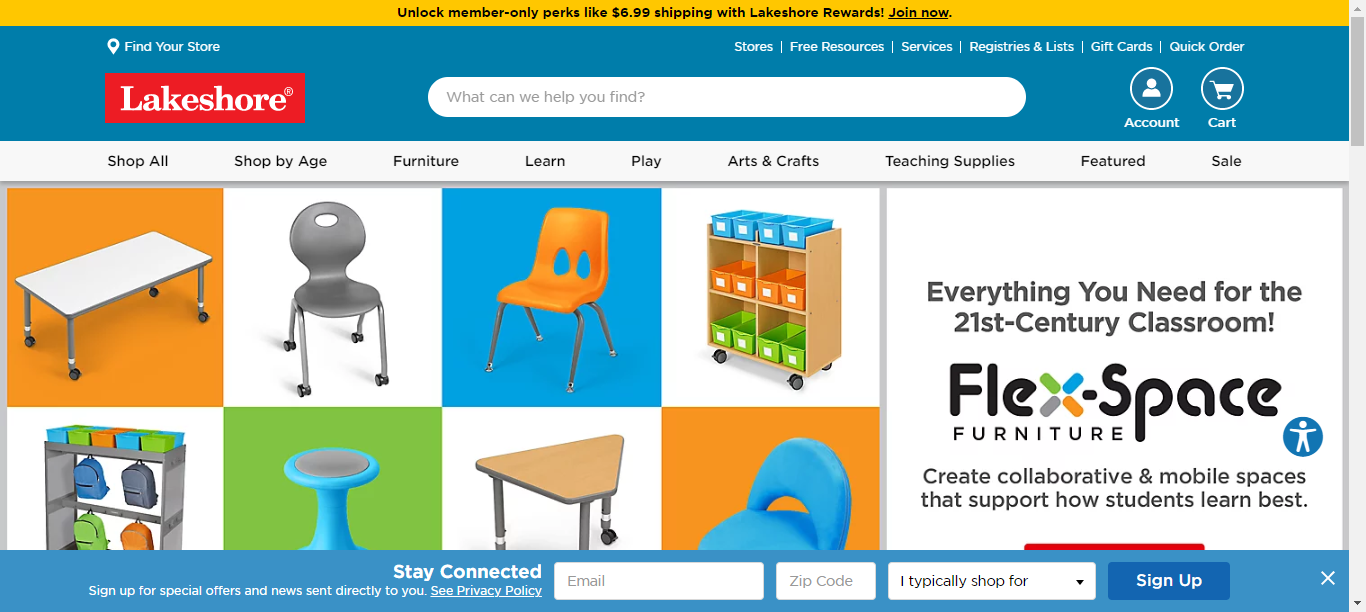 Unlock member-only perks like $6.99 shipping with Lakeshore Rewards! Join now.
Find Your Store
Stores | Free Resources | Services | Registries & Lists | Gift Cards | Quick Order
Lakeshore®
What can we help you find?
Account
Cart
Shop All
Shop by Age
Furniture
Learn
Play
Arts & Crafts
Teaching Supplies
Featured
Sale
Everything You Need for the
21st-Century Classroom!
Flex-Space
FURNITURE
Create collaborative & mobile spaces
that support how students learn best.
Stay Connected
Sign up for special offers and news sent directly to you. See Privacy Policy
Email
Zip Code
I typically shop for
Sign Up